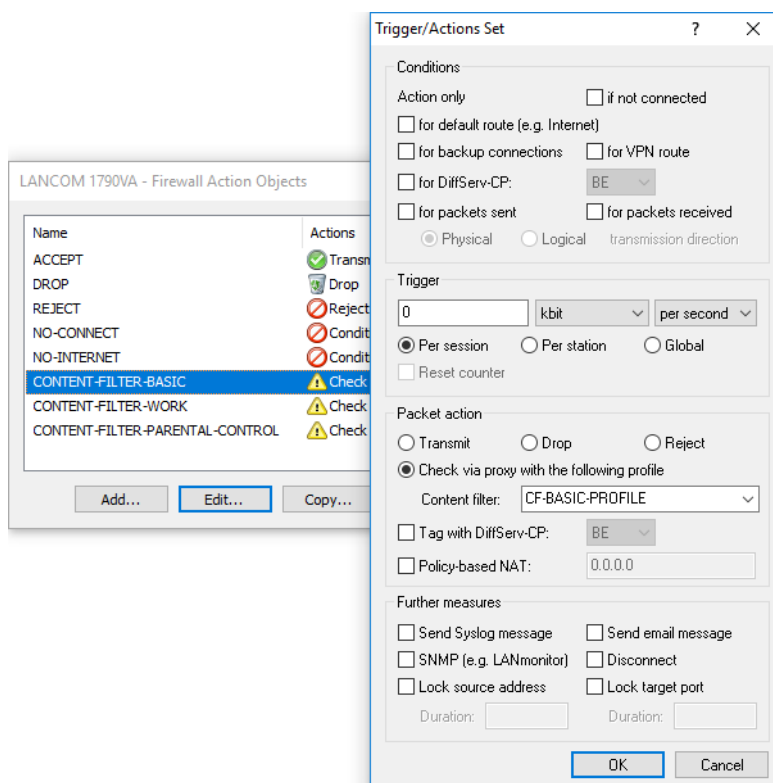 LANCOM 1790VA - Firewall Action Objects
Name Actions
ACCEPT Transm
DROP Drop
REJECT Reject
NO-CONNECT Condit
NO-INTERNET Condit
CONTENT-FILTER-BASIC Check
CONTENT-FILTER-WORK Check
CONTENT-FILTER-PARENTAL-CONTROL Check
Add... Edit... Copy...
Trigger/Actions Set ?
Conditions
Action only if not connected
for default route (e.g. Internet)
for backup connections for VPN route
for DiffServ-CP: BE
for packets sent for packets received
Physical Logical transmission direction
Trigger
0 kbit per second
Per session Per station Global
Reset counter
Packet action
Transmit Drop Reject
Check via proxy with the following profile
Content filter: CF-BASIC-PROFILE
Tag with DiffServ-CP: BE
Policy-based NAT: 0.0.0.0
Further measures
Send Syslog message Send email message
SNMP (e.g. LANmonitor) Disconnect
Lock source address Lock target port
Duration: Duration:
OK Cancel